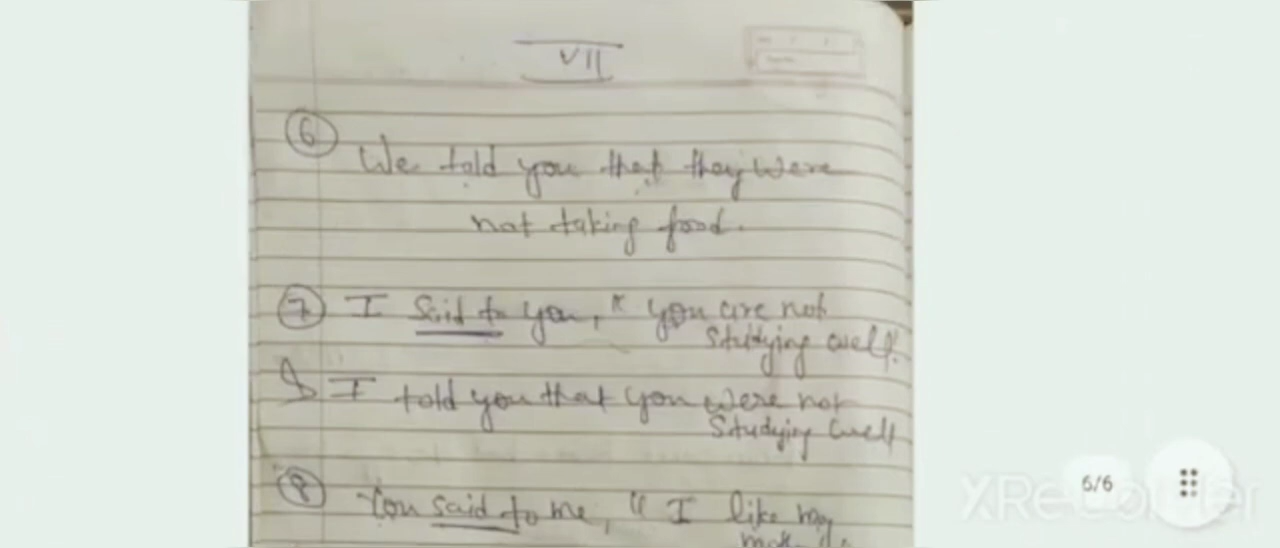 VII
6
We told you that they were
not taking food.
7 I said to you, " you are not
studying well."
I told you that you were not
studying well
8 You said to me, " I like my
6/6
XRecorder